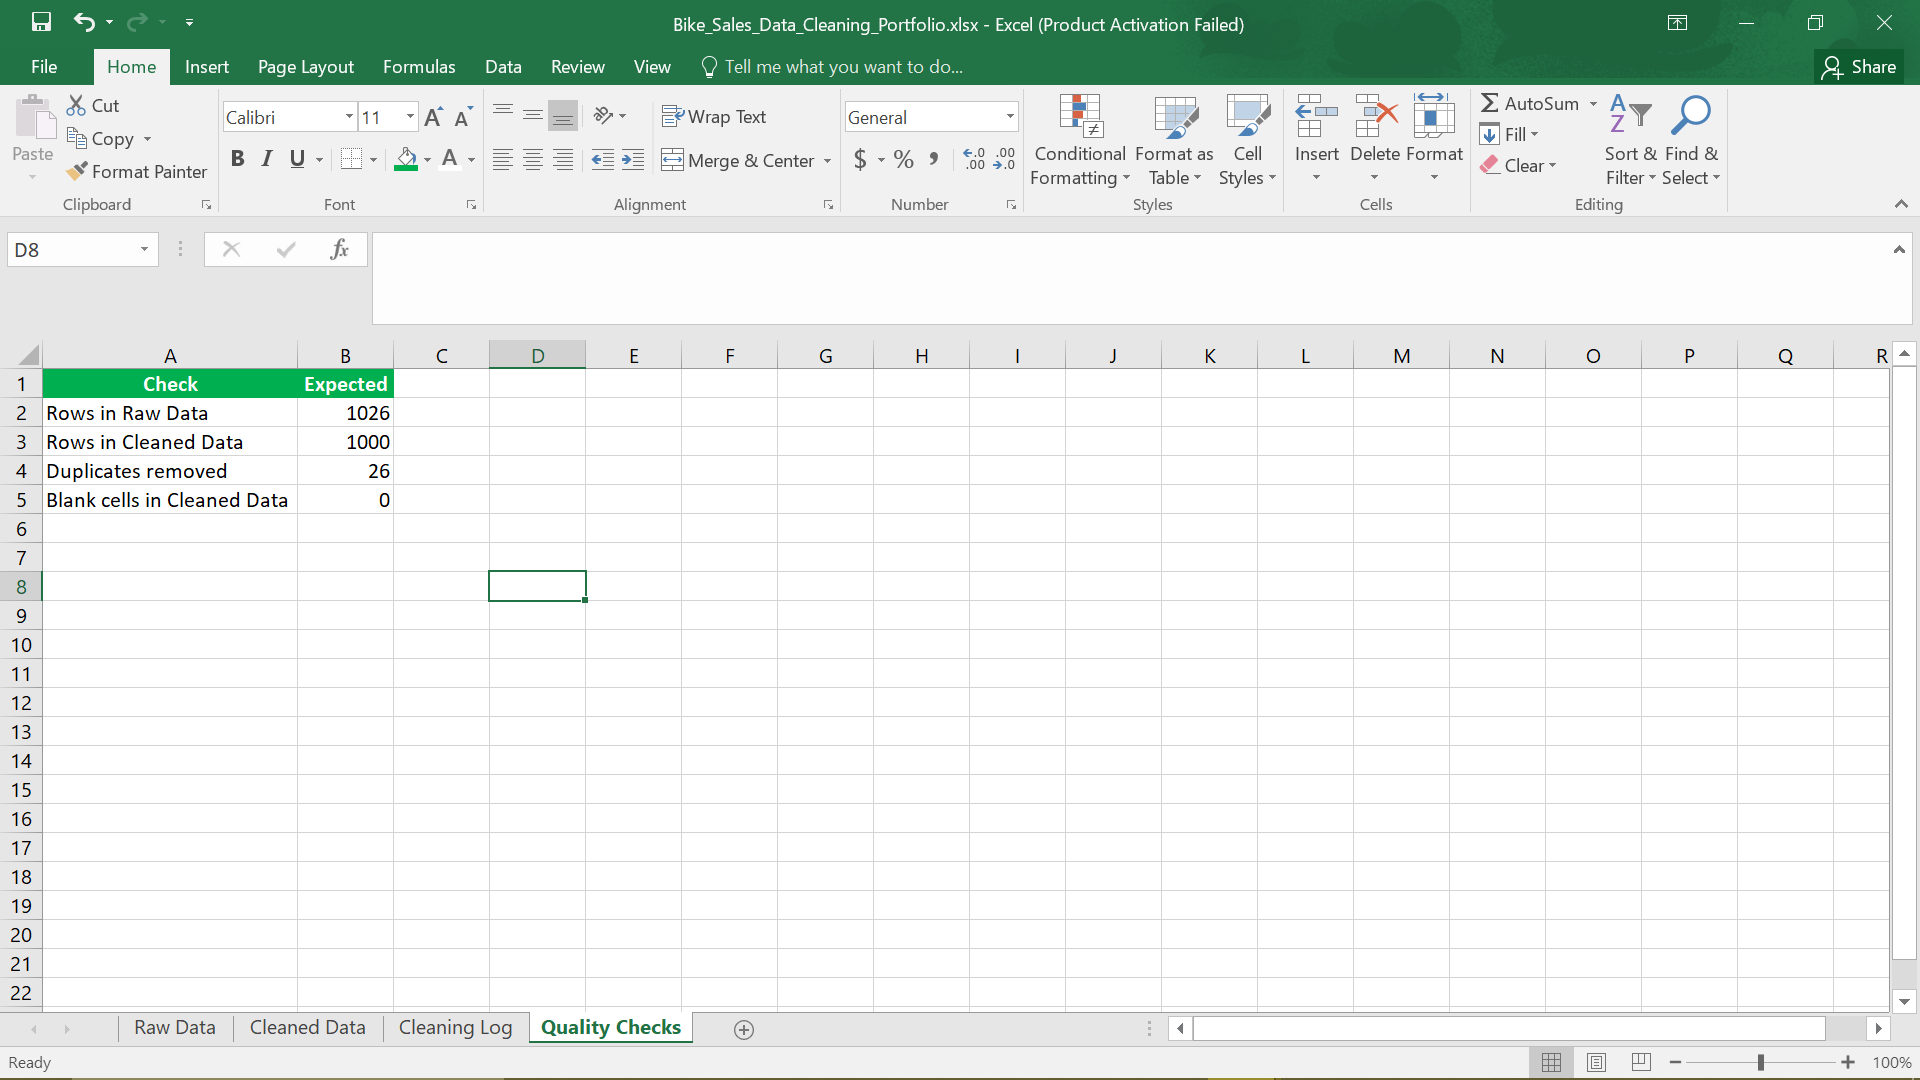 Bike_Sales_Data_Cleaning_Portfolio.xlsx - Excel (Product Activation Failed)
File Home Insert Page Layout Formulas Data Review View Tell me what you want to do... Share
Paste
Cut
Copy
Format Painter
Clipboard
Calibri 11 A A
B I U A
Font
Wrap Text
Merge & Center
Alignment
General
$ % , .0 .00 .00 .0
Number
Conditional Formatting
Format as Table
Cell Styles
Styles
Insert Delete Format
Cells
AutoSum
Fill
Clear
Sort & Filter
Find & Select
Editing
D8 fx
A B C D E F G H I J K L M N O P Q R
1 Check Expected
2 Rows in Raw Data 1026
3 Rows in Cleaned Data 1000
4 Duplicates removed 26
5 Blank cells in Cleaned Data 0
6
7
8
9
10
11
12
13
14
15
16
17
18
19
20
21
22
Raw Data Cleaned Data Cleaning Log Quality Checks
Ready 100%